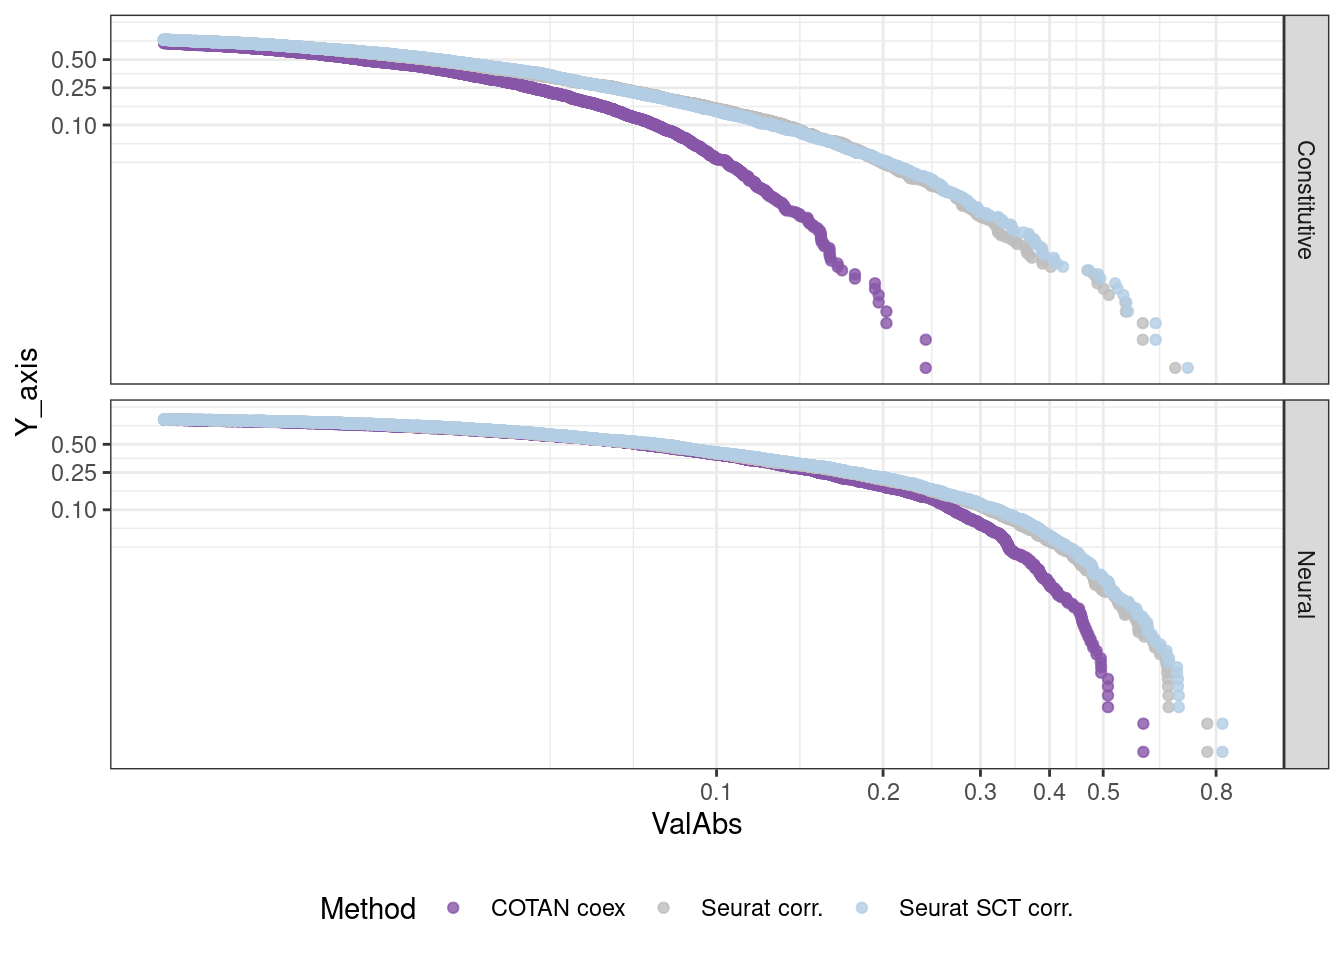 0.50
0.25
0.10
Constitutive
Y_axis
0.50
0.25
0.10
Neural
0.1 0.2 0.3 0.4 0.5 0.8
ValAbs
Method COTAN coex Seurat corr. Seurat SCT corr.